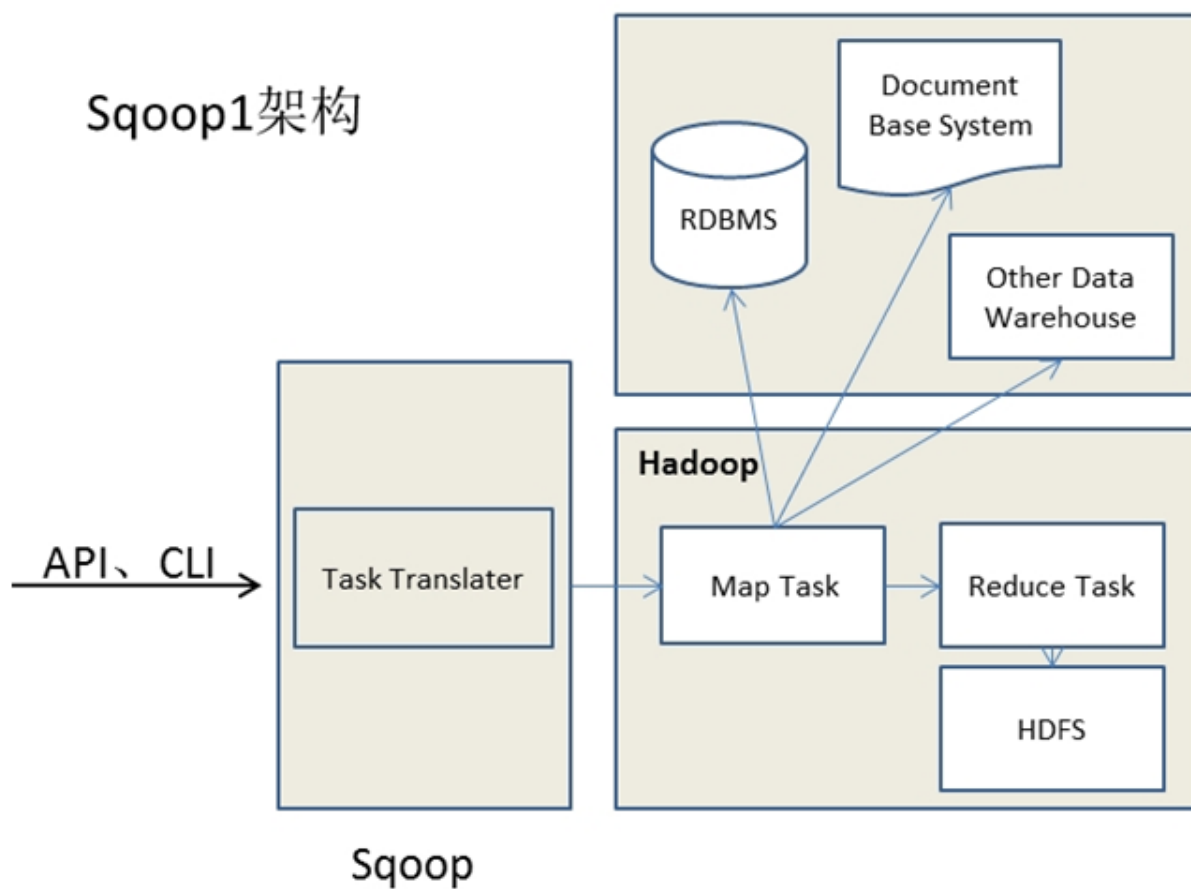 Sqoop1架构
Document
Base System
RDBMS
Other Data
Warehouse
Hadoop
API、CLI
Task Translater
Map Task
Reduce Task
HDFS
Sqoop